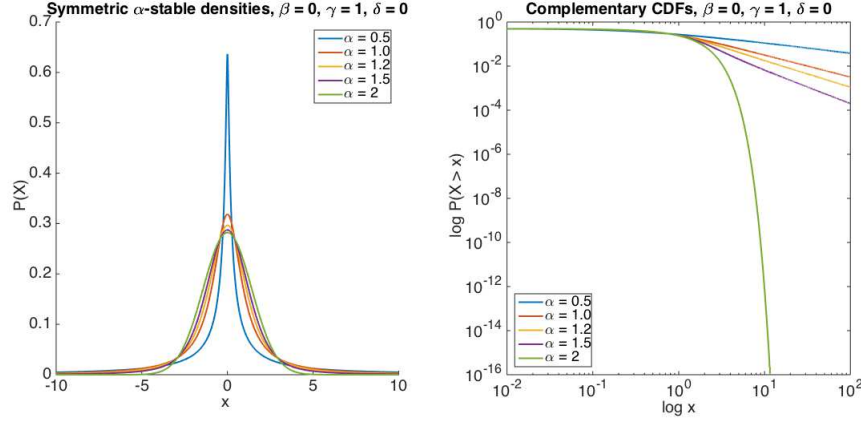 Symmetric α-stable densities, β = 0, γ = 1, δ = 0
0.7
0.6
0.5
0.4
0.3
0.2
0.1
0
P(X)
-10 -5 0 5 10
x
α = 0.5
α = 1.0
α = 1.2
α = 1.5
α = 2
Complementary CDFs, β = 0, γ = 1, δ = 0
10^0
10^-2
10^-4
10^-6
10^-8
10^-10
10^-12
10^-14
10^-16
log P(X > x)
α = 0.5
α = 1.0
α = 1.2
α = 1.5
α = 2
10^-2 10^-1 10^0 10^1 10^2
log x